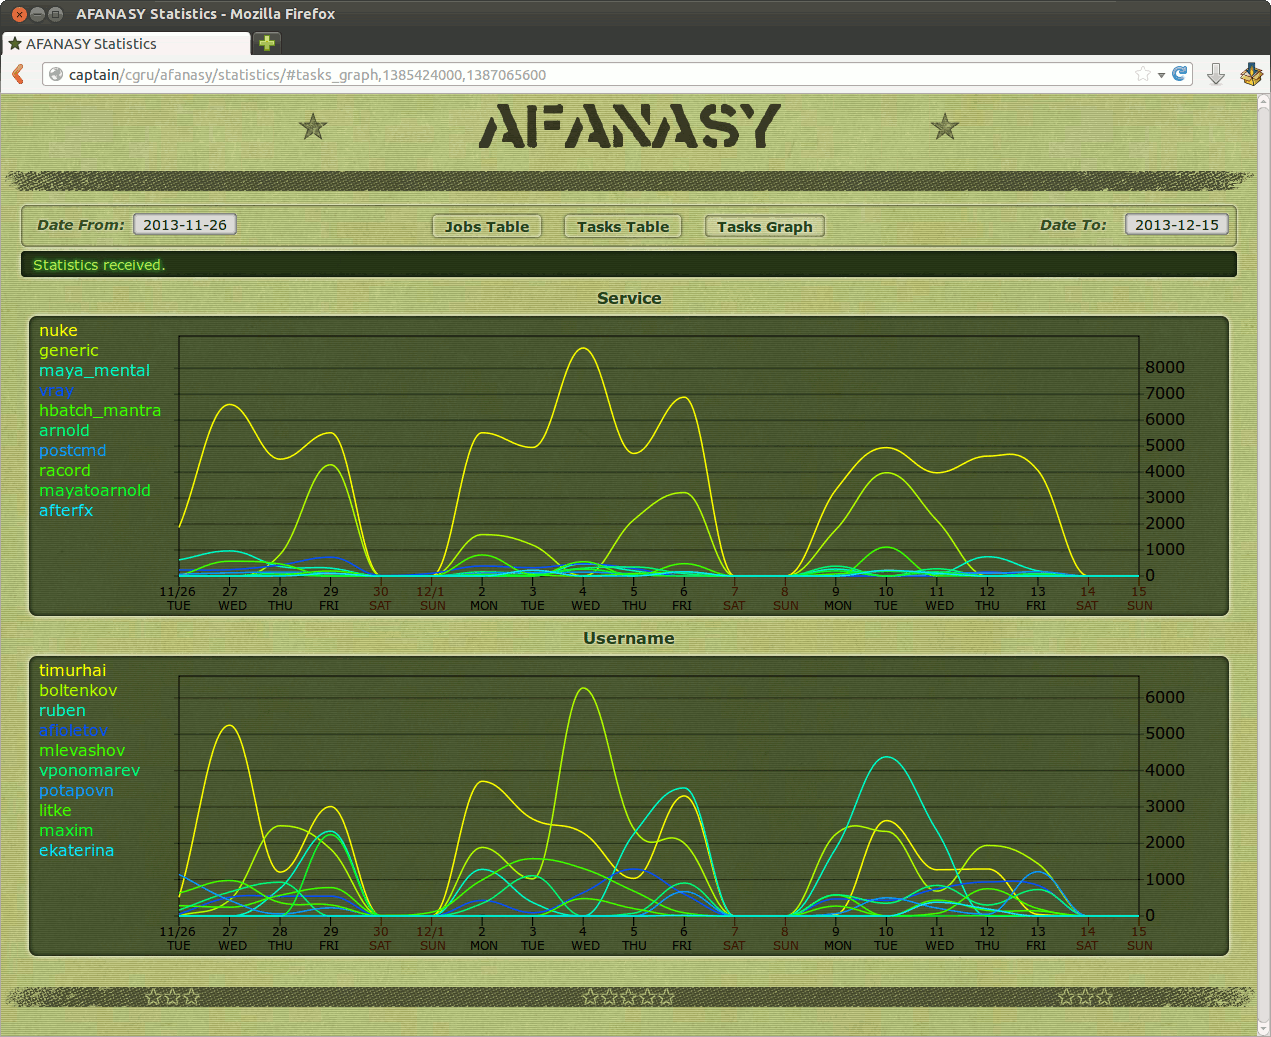 AFANASY Statistics - Mozilla Firefox
AFANASY Statistics
captain/cgru/afanasy/statistics/#tasks_graph,1385424000,1387065600
AFANASY
Date From: 2013-11-26 Jobs Table Tasks Table Tasks Graph Date To: 2013-12-15
Statistics received.
Service
nuke
generic
maya_mental
vray
hbatch_mantra
arnold
postcmd
racord
mayatoarnold
afterfx
8000
7000
6000
5000
4000
3000
2000
1000
0
11/26 27 28 29 30 12/1 2 3 4 5 6 7 8 9 10 11 12 13 14 15
TUE WED THU FRI SAT SUN MON TUE WED THU FRI SAT SUN MON TUE WED THU FRI SAT SUN
Username
timurhai
boltenkov
ruben
afioletov
mlevashov
vponomarev
potapovn
litke
maxim
ekaterina
6000
5000
4000
3000
2000
1000
0
11/26 27 28 29 30 12/1 2 3 4 5 6 7 8 9 10 11 12 13 14 15
TUE WED THU FRI SAT SUN MON TUE WED THU FRI SAT SUN MON TUE WED THU FRI SAT SUN